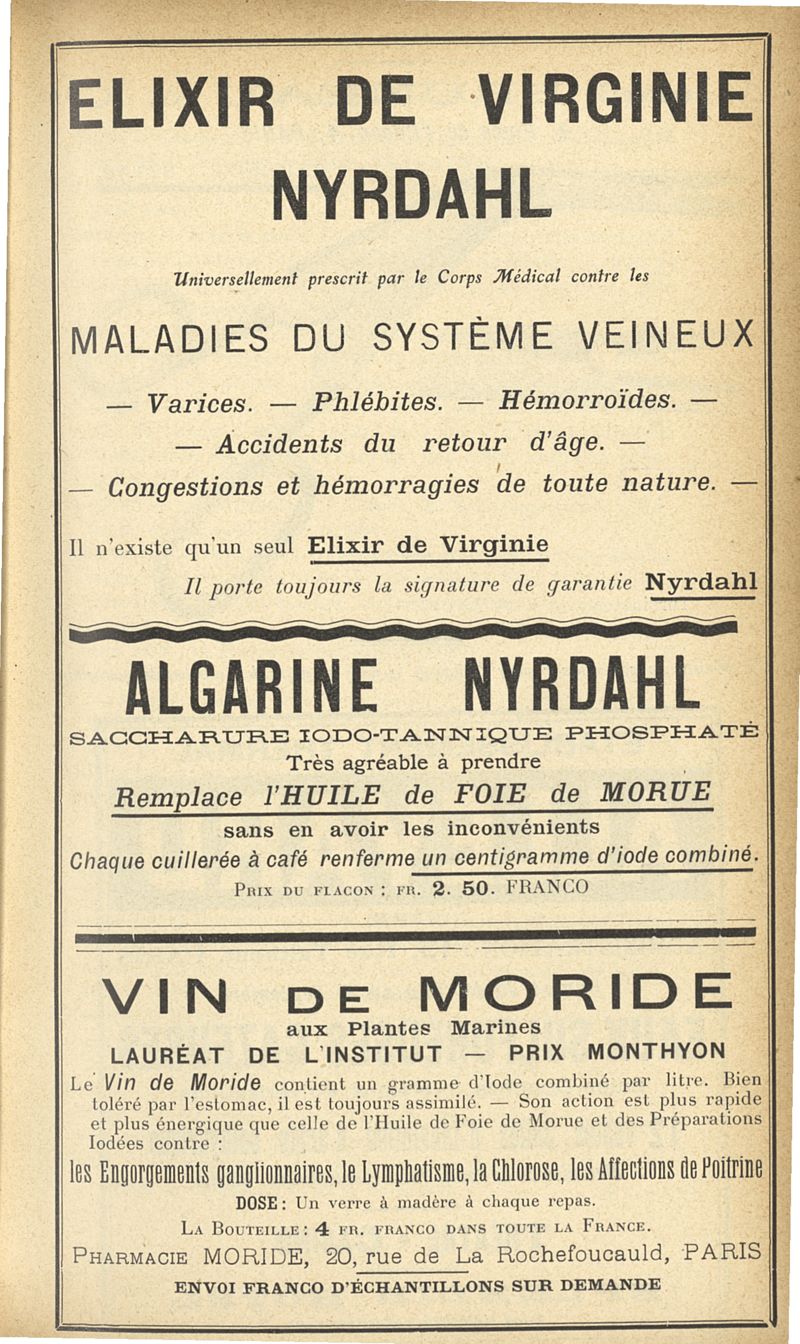 ELIXIR DE VIRGINIE
NYRDAHL
Universellement prescrit par le Corps Médical contre les
MALADIES DU SYSTÈME VEINEUX
— Varices. — Phlébites. — Hémorroïdes. —
— Accidents du retour d'âge. —
— Congestions et hémorragies de toute nature. —
Il n'existe qu'un seul Elixir de Virginie
Il porte toujours la signature de garantie Nyrdahl
ALGARINE NYRDAHL
SACCHARURE IODO-TANNIQUE PHOSPHATÉ
Très agréable à prendre
Remplace l'HUILE de FOIE de MORUE
sans en avoir les inconvénients
Chaque cuillerée à café renferme un centigramme d'iode combiné.
PRIX DU FLACON : FR. 2. 50. FRANCO
VIN DE MORIDE
aux Plantes Marines
LAURÉAT DE L'INSTITUT — PRIX MONTHYON
Le Vin de Moride contient un gramme d'Iode combiné par litre. Bien
toléré par l'estomac, il est toujours assimilé. — Son action est plus rapide
et plus énergique que celle de l'Huile de Foie de Morue et des Préparations
Iodées contre :
les Engorgements ganglionnaires, le Lymphatisme, la Chlorose, les Affections de Poitrine
DOSE : Un verre à madère à chaque repas.
LA BOUTEILLE : 4 FR. FRANCO DANS TOUTE LA FRANCE.
PHARMACIE MORIDE, 20, rue de La Rochefoucauld, PARIS
ENVOI FRANCO D'ÉCHANTILLONS SUR DEMANDE